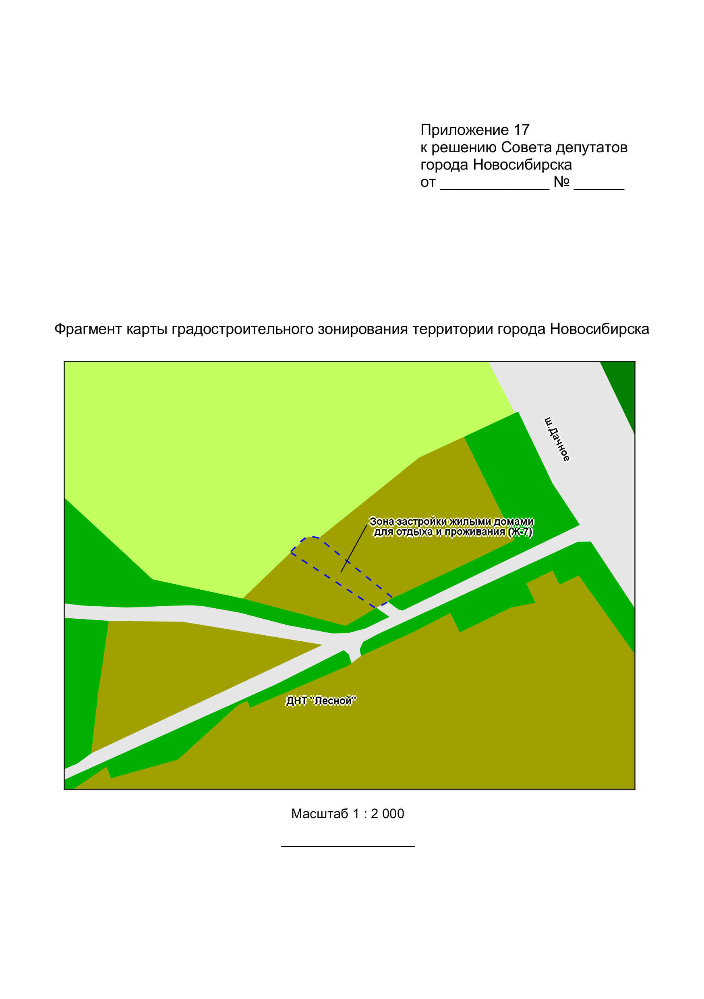 Приложение 17
к решению Совета депутатов
города Новосибирска
от _____________ № ______
Фрагмент карты градостроительного зонирования территории города Новосибирска
ш.Дачное
Зона застройки жилыми домами
для отдыха и проживания (Ж-7)
ДНТ "Лесной"
Масштаб 1 : 2 000